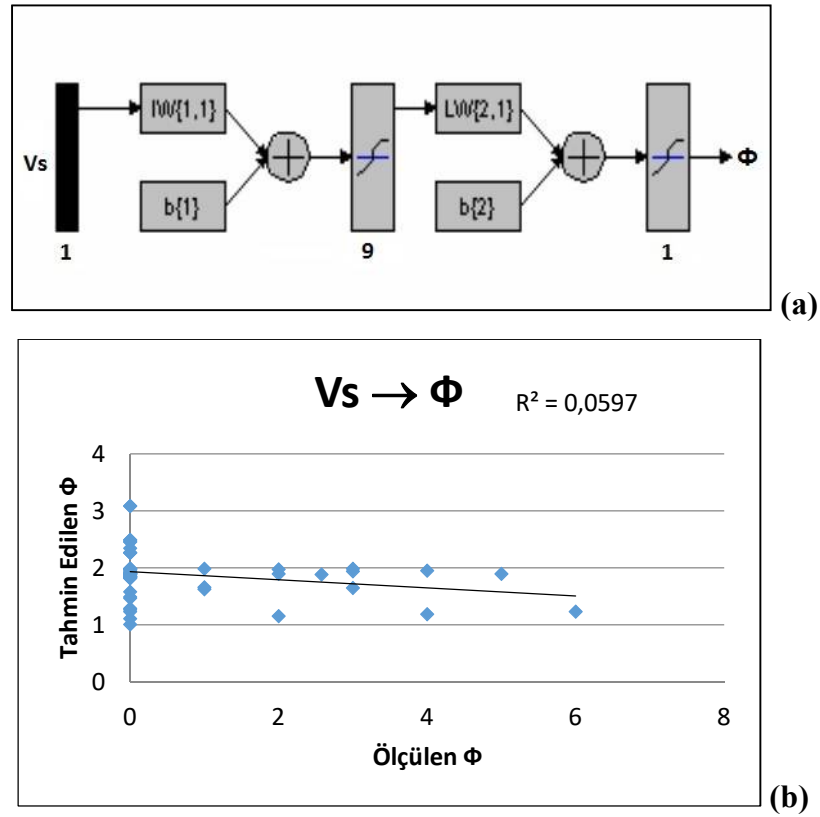 IW{1,1}
LW{2,1}
Vs
Φ
b{1}
b{2}
1
9
1
(a)
Vs → Φ
R² = 0,0597
Tahmin Edilen Φ
4
3
2
1
0
0
2
4
6
8
Ölçülen Φ
(b)